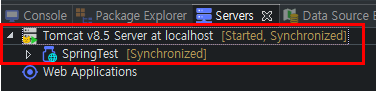 Console Package Explorer Servers Data Source E
Tomcat v8.5 Server at localhost [Started, Synchronized]
SpringTest [Synchronized]
Web Applications